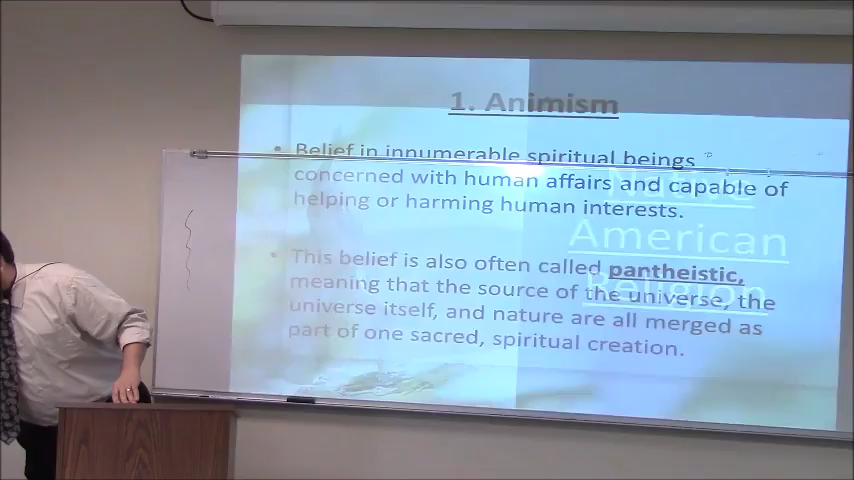 1. Animism
• Belief in innumerable spiritual beings
concerned with human affairs and capable of
helping or harming human interests.
• This belief is also often called pantheistic,
meaning that the source of the universe, the
universe itself, and nature are all merged as
part of one sacred, spiritual creation.
Native
American
Religion